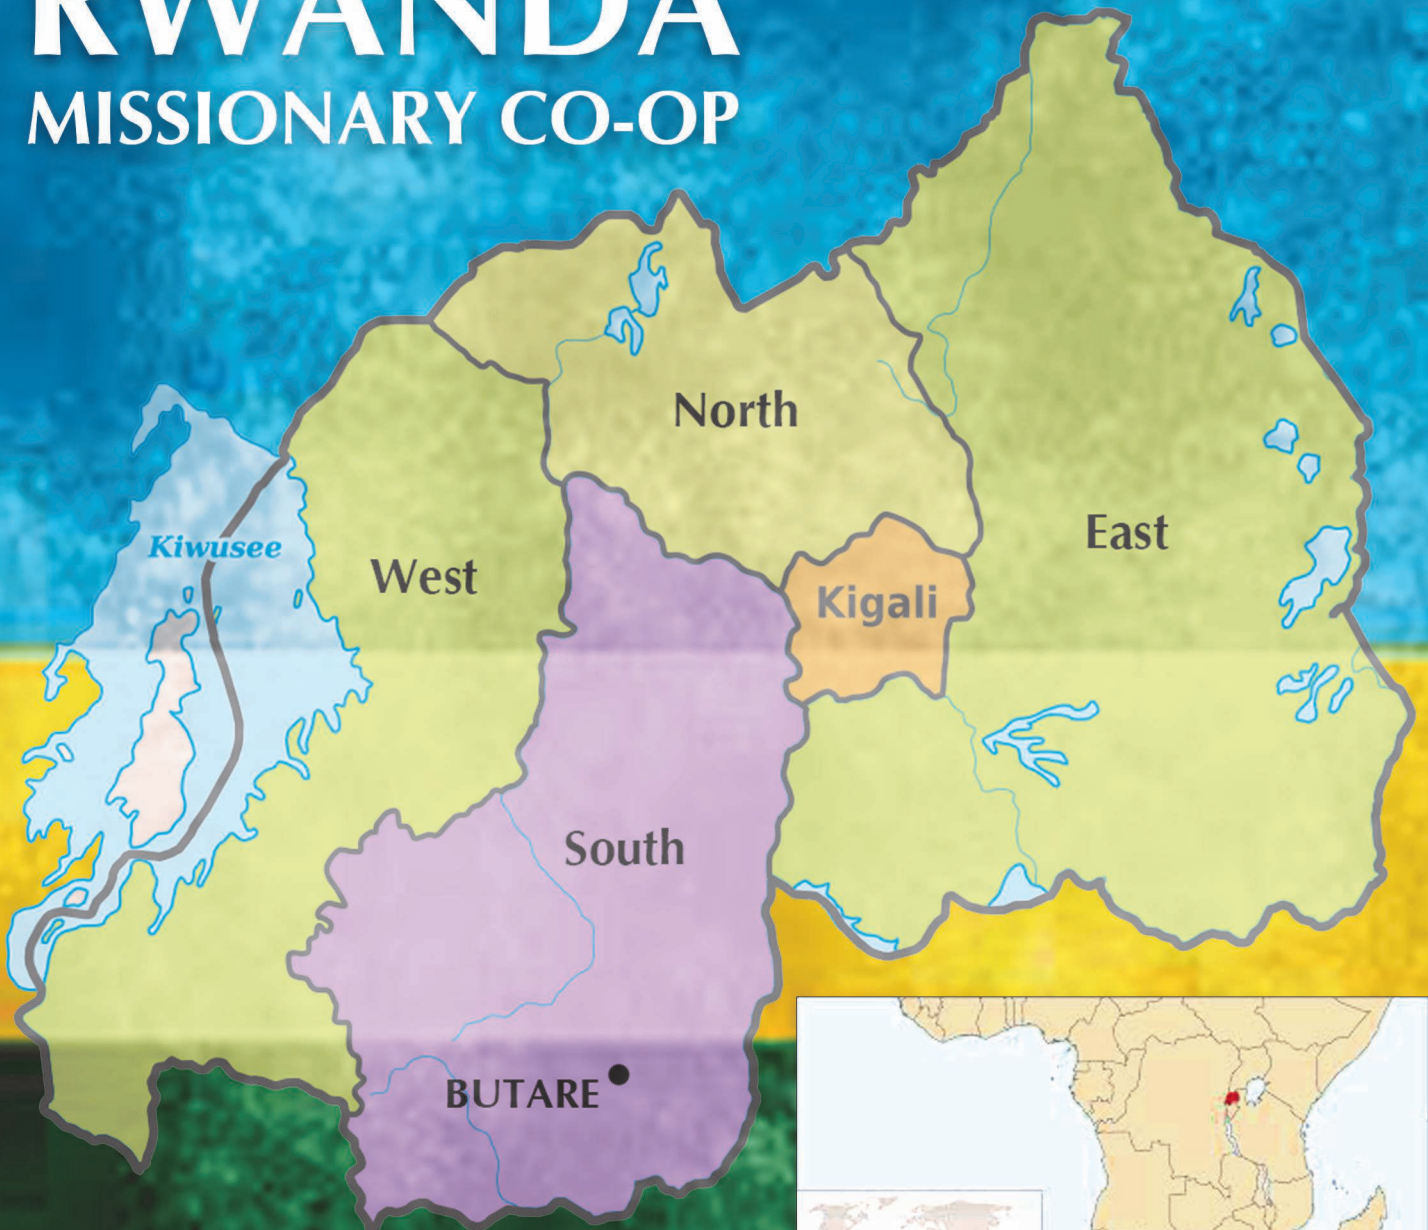 RWANDA
MISSIONARY CO-OP
North
East
Kiwusee
West
Kigali
South
BUTARE